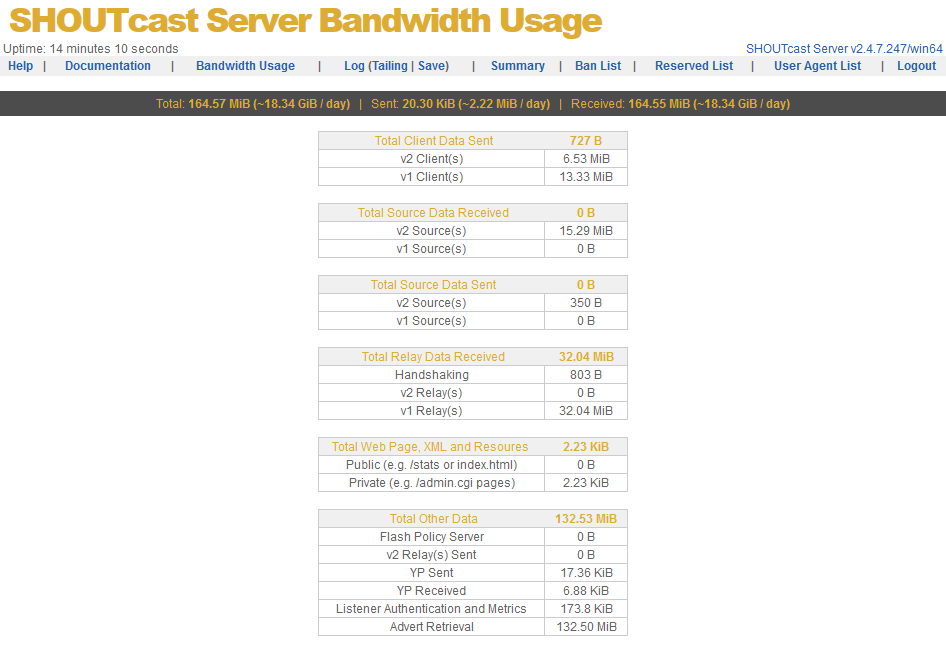 SHOUTcast Server Bandwidth Usage
Uptime: 14 minutes 10 seconds SHOUTcast Server v2.4.7.247/win64
Help | Documentation | Bandwidth Usage | Log (Tailing | Save) | Summary | Ban List | Reserved List | User Agent List | Logout
Total: 164.57 MiB (~18.34 GiB / day) | Sent: 20.30 KiB (~2.22 MiB / day) | Received: 164.55 MiB (~18.34 GiB / day)
Total Client Data Sent 727 B
v2 Client(s) 6.53 MiB
v1 Client(s) 13.33 MiB
Total Source Data Received 0 B
v2 Source(s) 15.29 MiB
v1 Source(s) 0 B
Total Source Data Sent 0 B
v2 Source(s) 350 B
v1 Source(s) 0 B
Total Relay Data Received 32.04 MiB
Handshaking 803 B
v2 Relay(s) 0 B
v1 Relay(s) 32.04 MiB
Total Web Page, XML and Resoures 2.23 KiB
Public (e.g. /stats or index.html) 0 B
Private (e.g. /admin.cgi pages) 2.23 KiB
Total Other Data 132.53 MiB
Flash Policy Server 0 B
v2 Relay(s) Sent 0 B
YP Sent 17.36 KiB
YP Received 6.88 KiB
Listener Authentication and Metrics 173.8 KiB
Advert Retrieval 132.50 MiB